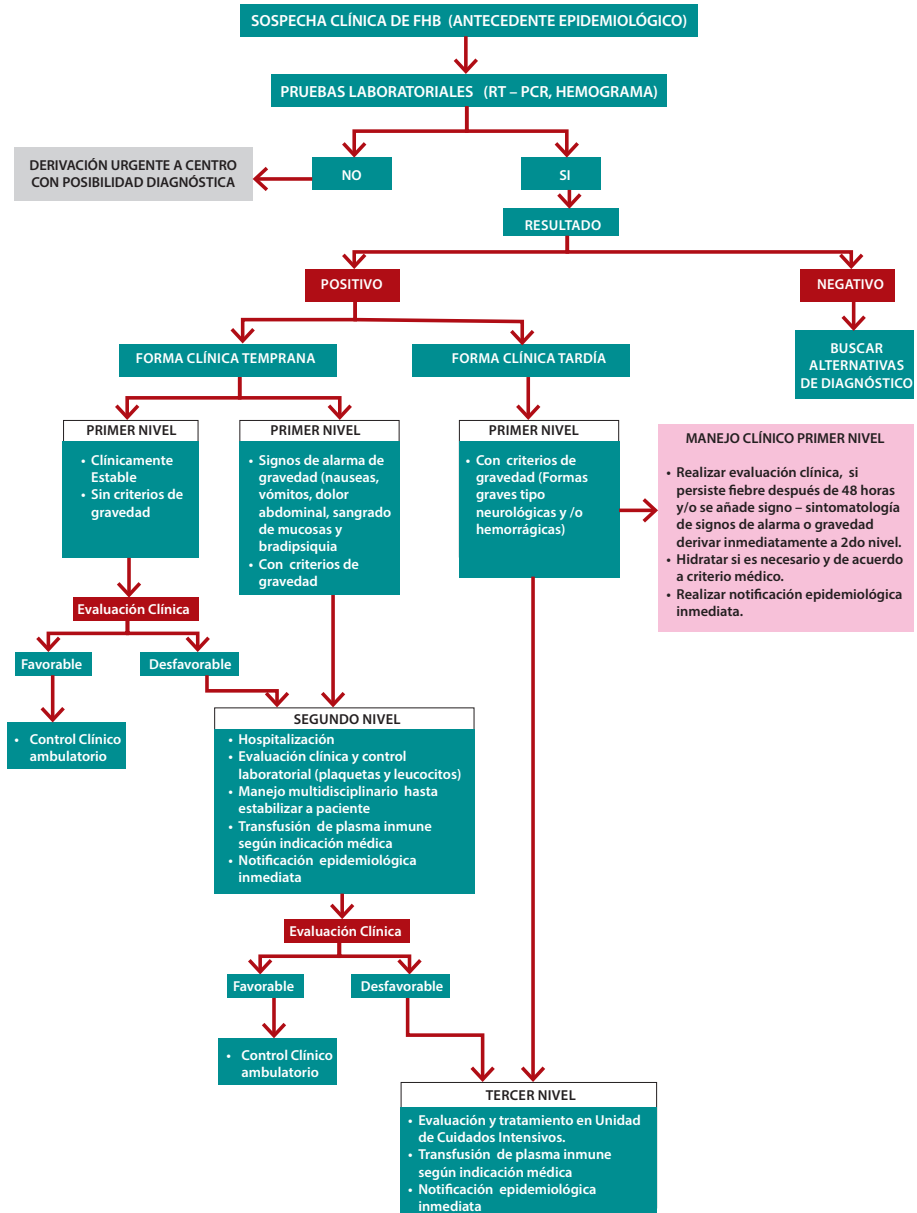 SOSPECHA CLÍNICA DE FHB (ANTECEDENTE EPIDEMIOLÓGICO)
PRUEBAS LABORATORIALES (RT – PCR, HEMOGRAMA)
DERIVACIÓN URGENTE A CENTRO
CON POSIBILIDAD DIAGNÓSTICA
NO
SI
RESULTADO
POSITIVO
NEGATIVO
FORMA CLÍNICA TEMPRANA
FORMA CLÍNICA TARDÍA
BUSCAR
ALTERNATIVAS
DE DIAGNÓSTICO
PRIMER NIVEL
• Clínicamente
Estable
• Sin criterios de
gravedad
PRIMER NIVEL
• Signos de alarma de
gravedad (nauseas,
vómitos, dolor
abdominal, sangrado
de mucosas y
bradipsiquia
• Con criterios de
gravedad
PRIMER NIVEL
• Con criterios de
gravedad (Formas
graves tipo
neurológicas y /o
hemorrágicas)
MANEJO CLÍNICO PRIMER NIVEL
• Realizar evaluación clínica, si
persiste fiebre después de 48 horas
y/o se añade signo – sintomatología
de signos de alarma o gravedad
derivar inmediatamente a 2do nivel.
• Hidratar si es necesario y de acuerdo
a criterio médico.
• Realizar notificación epidemiológica
inmediata.
Evaluación Clínica
Favorable
Desfavorable
• Control Clínico
ambulatorio
SEGUNDO NIVEL
• Hospitalización
• Evaluación clínica y control
laboratorial (plaquetas y leucocitos)
• Manejo multidisciplinario hasta
estabilizar a paciente
• Transfusión de plasma inmune
según indicación médica
• Notificación epidemiológica
inmediata
Evaluación Clínica
Favorable
Desfavorable
• Control Clínico
ambulatorio
TERCER NIVEL
• Evaluación y tratamiento en Unidad
de Cuidados Intensivos.
• Transfusión de plasma inmune
según indicación médica
• Notificación epidemiológica
inmediata